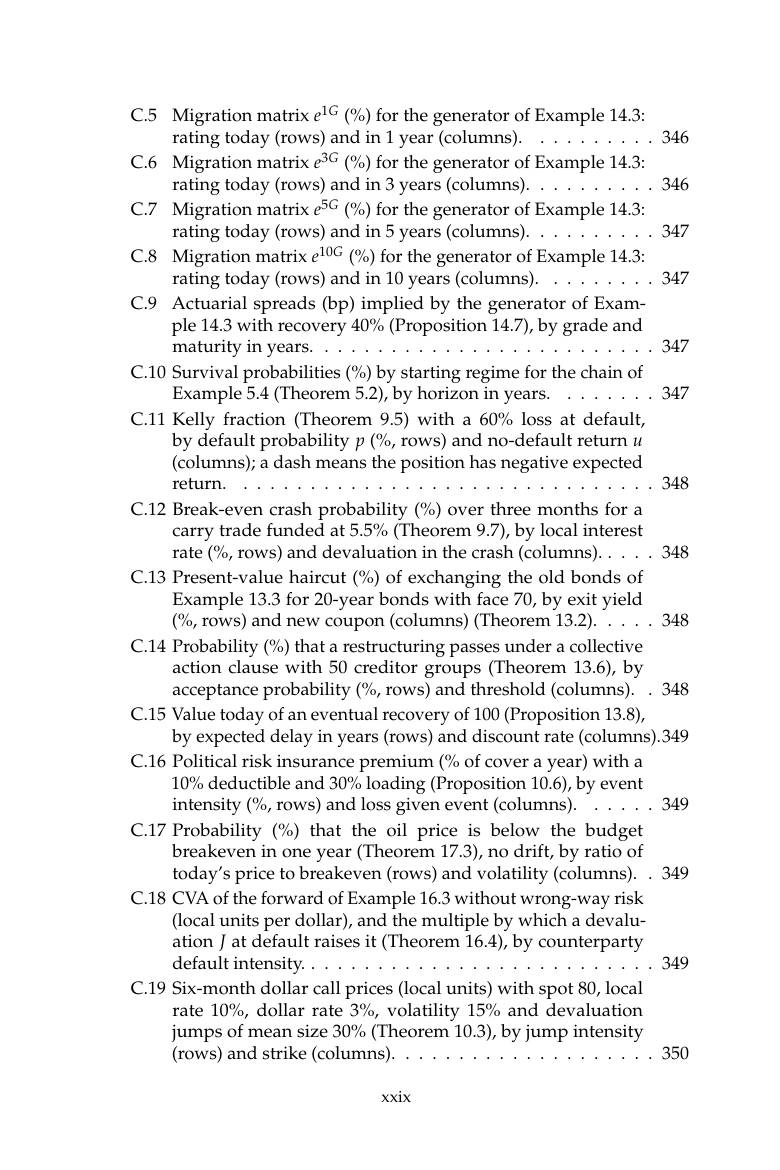 C.5 Migration matrix e^{1G} (%) for the generator of Example 14.3:
rating today (rows) and in 1 year (columns). . . . . . . . . . 346
C.6 Migration matrix e^{3G} (%) for the generator of Example 14.3:
rating today (rows) and in 3 years (columns). . . . . . . . . . 346
C.7 Migration matrix e^{5G} (%) for the generator of Example 14.3:
rating today (rows) and in 5 years (columns). . . . . . . . . . 347
C.8 Migration matrix e^{10G} (%) for the generator of Example 14.3:
rating today (rows) and in 10 years (columns). . . . . . . . . 347
C.9 Actuarial spreads (bp) implied by the generator of Exam-
ple 14.3 with recovery 40% (Proposition 14.7), by grade and
maturity in years. . . . . . . . . . . . . . . . . . . . . . . . . . 347
C.10 Survival probabilities (%) by starting regime for the chain of
Example 5.4 (Theorem 5.2), by horizon in years. . . . . . . . 347
C.11 Kelly fraction (Theorem 9.5) with a 60% loss at default,
by default probability p (%, rows) and no-default return u
(columns); a dash means the position has negative expected
return. . . . . . . . . . . . . . . . . . . . . . . . . . . . . . . . 348
C.12 Break-even crash probability (%) over three months for a
carry trade funded at 5.5% (Theorem 9.7), by local interest
rate (%, rows) and devaluation in the crash (columns). . . . . 348
C.13 Present-value haircut (%) of exchanging the old bonds of
Example 13.3 for 20-year bonds with face 70, by exit yield
(%, rows) and new coupon (columns) (Theorem 13.2). . . . . 348
C.14 Probability (%) that a restructuring passes under a collective
action clause with 50 creditor groups (Theorem 13.6), by
acceptance probability (%, rows) and threshold (columns). . 348
C.15 Value today of an eventual recovery of 100 (Proposition 13.8),
by expected delay in years (rows) and discount rate (columns).349
C.16 Political risk insurance premium (% of cover a year) with a
10% deductible and 30% loading (Proposition 10.6), by event
intensity (%, rows) and loss given event (columns). . . . . . 349
C.17 Probability (%) that the oil price is below the budget
breakeven in one year (Theorem 17.3), no drift, by ratio of
today's price to breakeven (rows) and volatility (columns). . 349
C.18 CVA of the forward of Example 16.3 without wrong-way risk
(local units per dollar), and the multiple by which a devalu-
ation J at default raises it (Theorem 16.4), by counterparty
default intensity. . . . . . . . . . . . . . . . . . . . . . . . . . . 349
C.19 Six-month dollar call prices (local units) with spot 80, local
rate 10%, dollar rate 3%, volatility 15% and devaluation
jumps of mean size 30% (Theorem 10.3), by jump intensity
(rows) and strike (columns). . . . . . . . . . . . . . . . . . . . 350
xxix